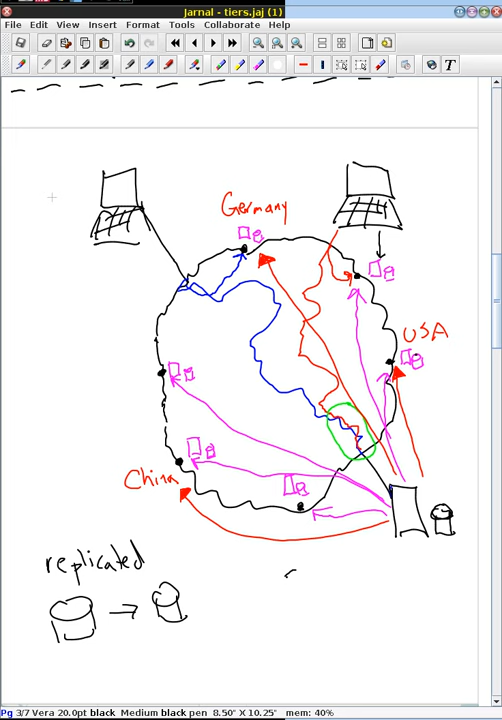 Jarnal - tiers.jaj (1)
File Edit View Insert Format Tools Collaborate Help
T
Germany
USA
China
replicated
Pg 3/7 Vera 20.0pt black Medium black pen 8.50" X 10.25" mem: 40%